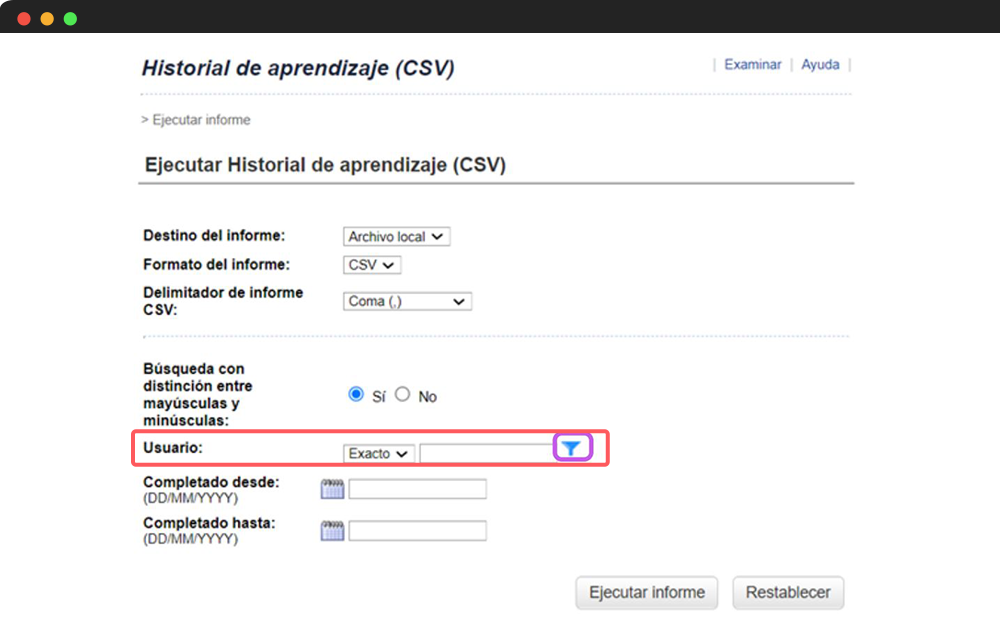 Historial de aprendizaje (CSV)
| Examinar | Ayuda |
> Ejecutar informe
Ejecutar Historial de aprendizaje (CSV)
Destino del informe: Archivo local
Formato del informe: CSV
Delimitador de informe
CSV: Coma (,)
Búsqueda con
distinción entre
mayúsculas y
minúsculas: Sí No
Usuario: Exacto
Completado desde:
(DD/MM/YYYY)
Completado hasta:
(DD/MM/YYYY)
Ejecutar informe Restablecer